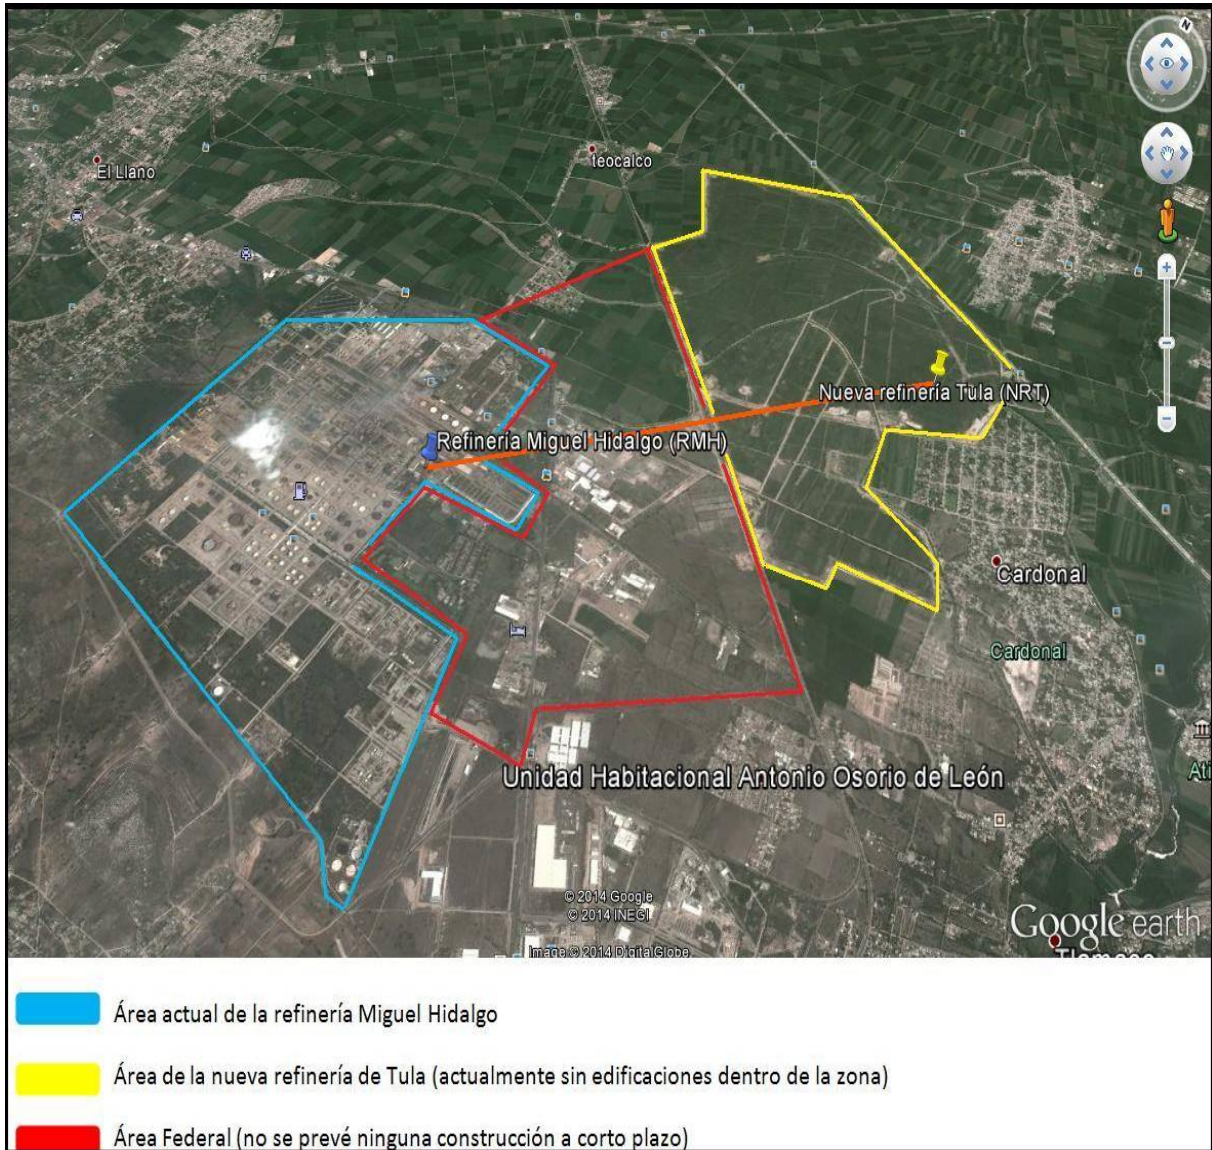 N
El Llano
teocalco
Nueva refinería Tula (NRT)
Refinería Miguel Hidalgo (RMH)
Cardonal
Cardonal
Ati
Unidad Habitacional Antonio Osorio de León
© 2014 Google
© 2014 INEGI
Image © 2014 DigitalGlobe
Google earth
Área actual de la refinería Miguel Hidalgo
Área de la nueva refinería de Tula (actualmente sin edificaciones dentro de la zona)
Área Federal (no se prevé ninguna construcción a corto plazo)